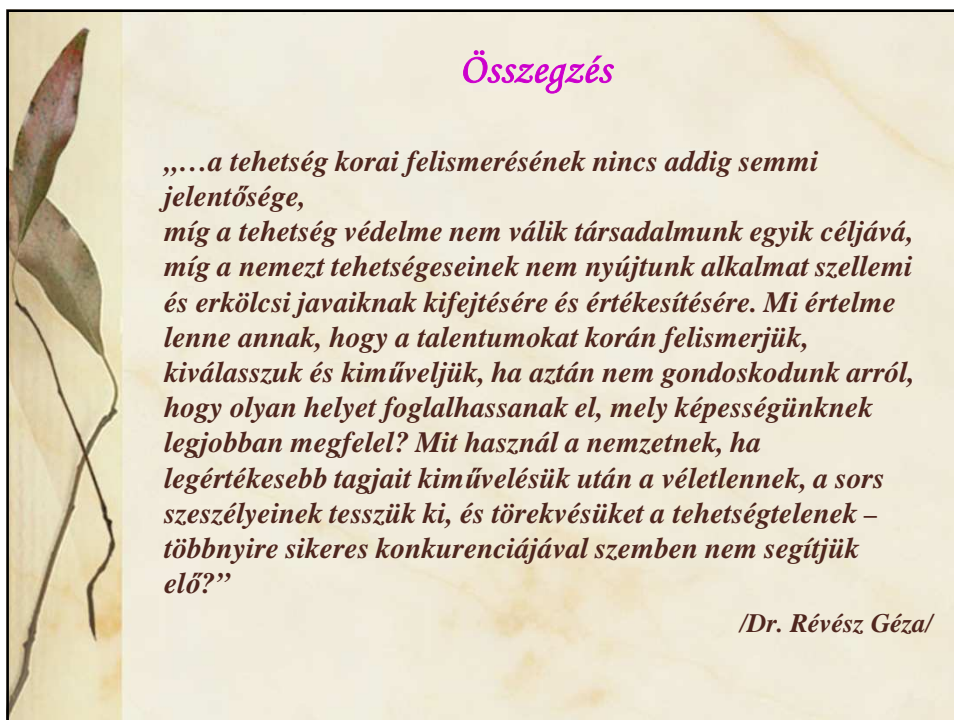 Összegzés
„…a tehetség korai felismerésének nincs addig semmi
jelentősége,
míg a tehetség védelme nem válik társadalmunk egyik céljává,
míg a nemezt tehetségeseinek nem nyújtunk alkalmat szellemi
és erkölcsi javaiknak kifejtésére és értékesítésére. Mi értelme
lenne annak, hogy a talentumokat korán felismerjük,
kiválasszuk és kiműveljük, ha aztán nem gondoskodunk arról,
hogy olyan helyet foglalhassanak el, mely képességünknek
legjobban megfelel? Mit használ a nemzetnek, ha
legértékesebb tagjait kiművelésük után a véletlennek, a sors
szeszélyeinek tesszük ki, és törekvésüket a tehetségtelenek –
többnyire sikeres konkurenciájával szemben nem segítjük
elő?”
/Dr. Révész Géza/